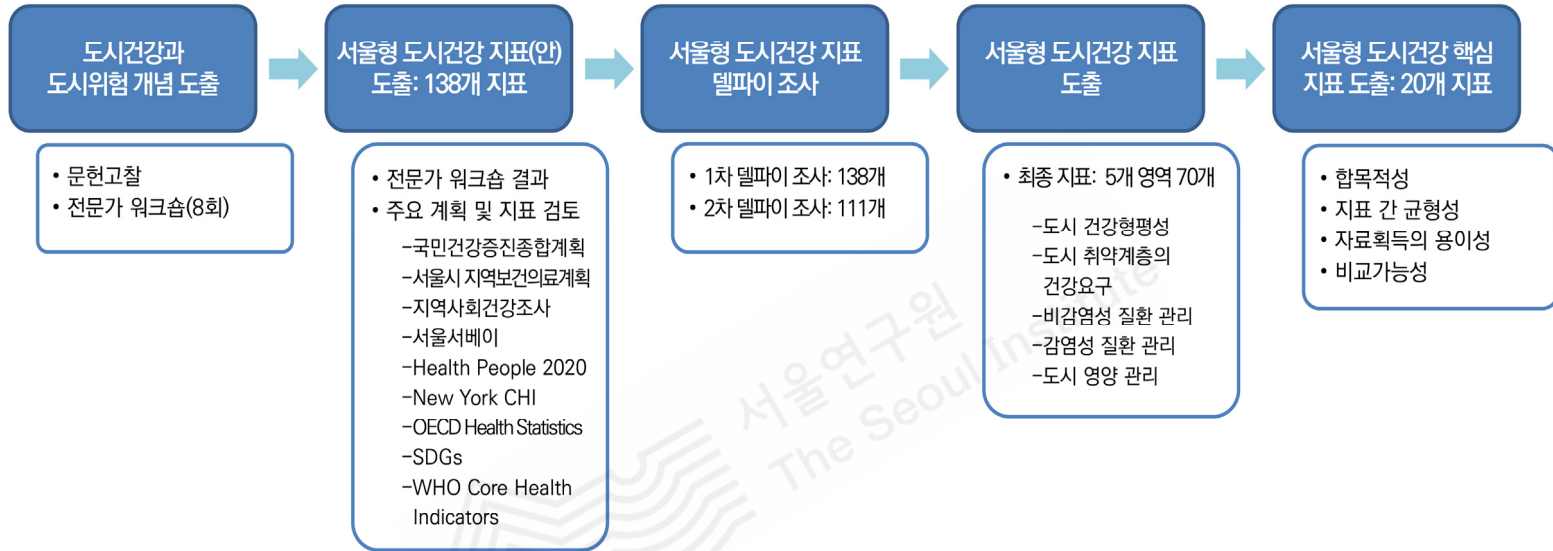 도시건강과
도시위험 개념 도출
• 문헌고찰
• 전문가 워크숍(8회)
서울형 도시건강 지표(안)
도출: 138개 지표
• 전문가 워크숍 결과
• 주요 계획 및 지표 검토
-국민건강증진종합계획
-서울시 지역보건의료계획
-지역사회건강조사
-서울서베이
-Health People 2020
-New York CHI
-OECD Health Statistics
-SDGs
-WHO Core Health
Indicators
서울형 도시건강 지표
델파이 조사
• 1차 델파이 조사: 138개
• 2차 델파이 조사: 111개
서울형 도시건강 지표
도출
• 최종 지표: 5개 영역 70개
-도시 건강형평성
-도시 취약계층의
건강요구
-비감염성 질환 관리
-감염성 질환 관리
-도시 영양 관리
서울형 도시건강 핵심
지표 도출: 20개 지표
• 합목적성
• 지표 간 균형성
• 자료획득의 용이성
• 비교가능성
서울연구원
The Seoul Institute